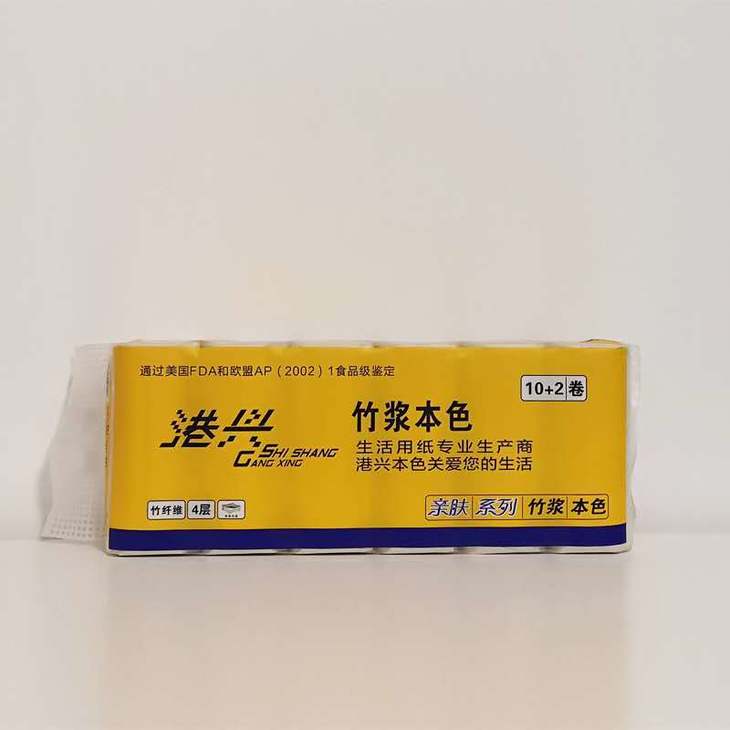 通过美国FDA和欧盟AP（2002）1食品级鉴定
10+2卷
港兴
SHI SHANG
GANG XING
竹浆本色
生活用纸专业生产商
港兴本色关爱您的生活
竹纤维 4层
亲肤 系列 竹浆 本色